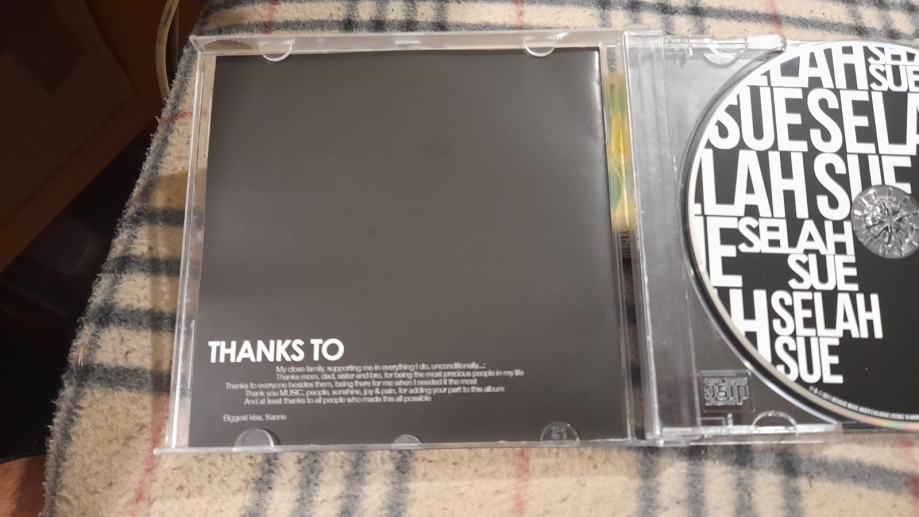 THANKS TO
My close family, supporting me in everything I do, unconditionally...:
Thanks mom, dad, sister and bro, for being the most precious people in my life
Thanks to everyone besides them, being there for me when I needed it the most
Thank you MUSIC, people, sunshine, joy & pain, for adding your part to this album
And at least thanks to all people who made this all possible
Biggest kiss, Sanne
ELAH
SELA
SUE
SUE SELA
LAH SUE
E SELAH
SUE
H SELAH
SUE